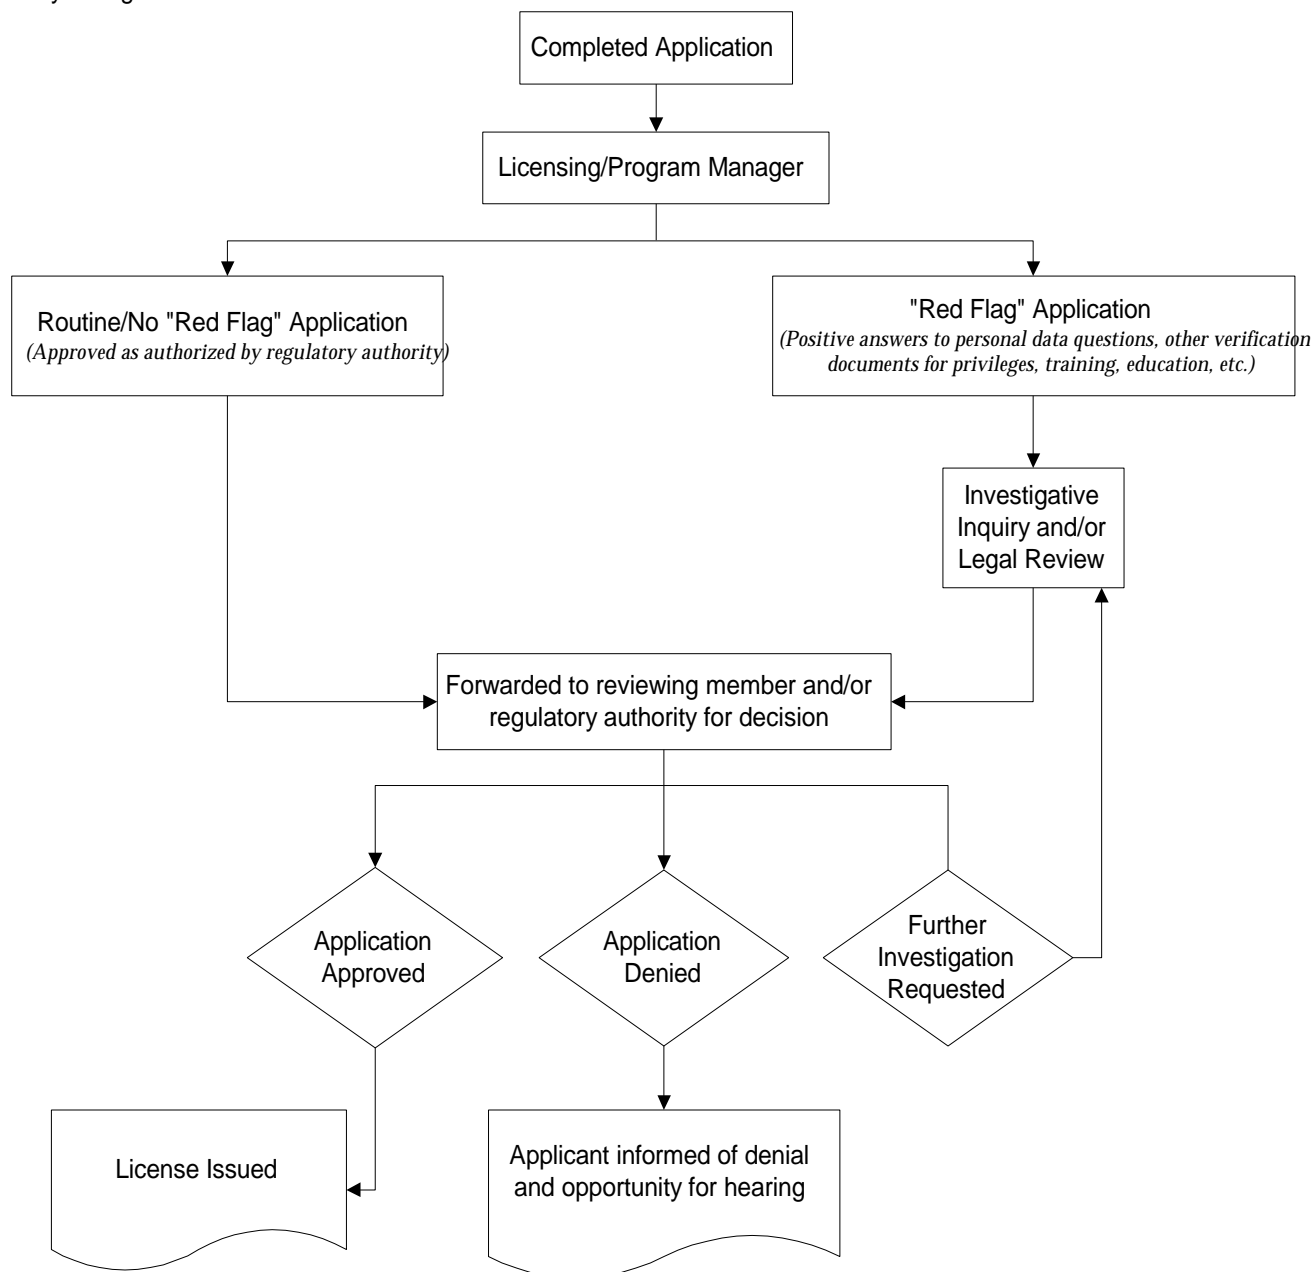 Completed Application
Licensing/Program Manager
Routine/No "Red Flag" Application
(Approved as authorized by regulatory authority)
"Red Flag" Application
(Positive answers to personal data questions, other verification
documents for privileges, training, education, etc.)
Investigative
Inquiry and/or
Legal Review
Forwarded to reviewing member and/or
regulatory authority for decision
Application
Approved
Application
Denied
Further
Investigation
Requested
License Issued
Applicant informed of denial
and opportunity for hearing